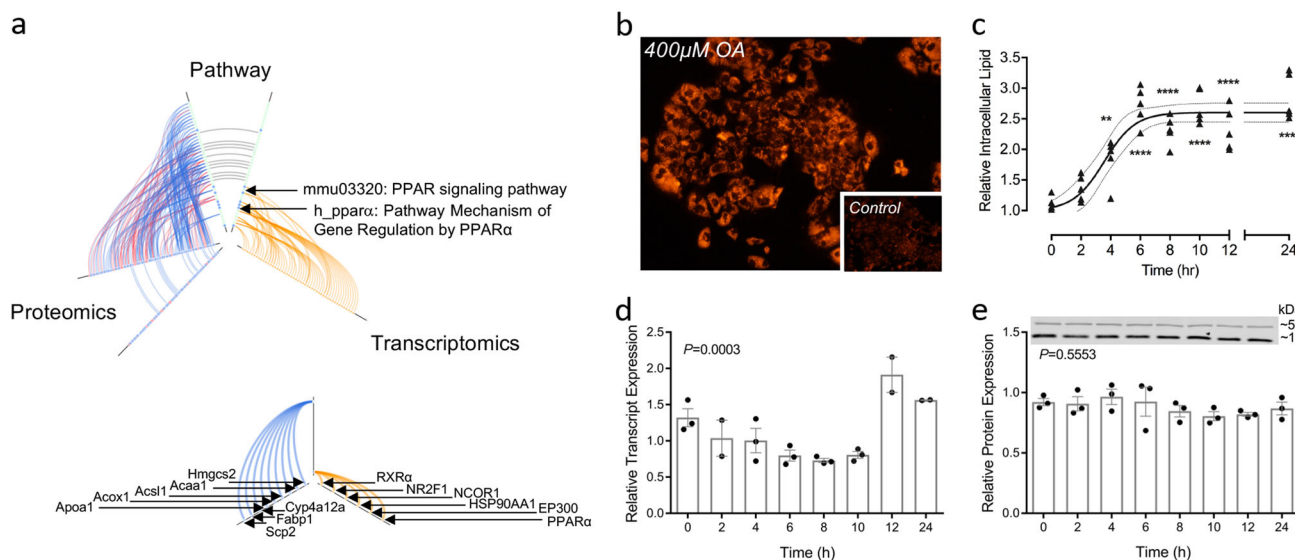 a
Pathway
mmu03320: PPAR signaling pathway
h_pparα: Pathway Mechanism of
Gene Regulation by PPARα
Proteomics
Transcriptomics
Hmgcs2
Acaa1
Acsl1
Acox1
Apoa1
Cyp4a12a
Fabp1
Scp2
RXRα
NR2F1
NCOR1
HSP90AA1
EP300
PPARα
b
400μM OA
Control
c
Relative Intracellular Lipid
3.5
3.0
2.5
2.0
1.5
1.0
**
****
****
****
****
***
0 2 4 6 8 10 12 24
Time (hr)
d
Relative Transcript Expression
2.5
2.0
1.5
1.0
0.5
0.0
P=0.0003
0 2 4 6 8 10 12 24
Time (h)
e
Relative Protein Expression
1.5
1.0
0.5
0.0
kD
~5
~1
P=0.5553
0 2 4 6 8 10 12 24
Time (h)